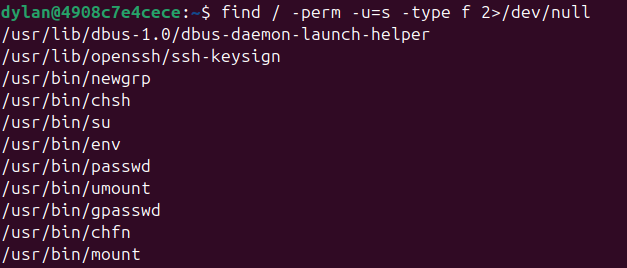 dylan@4908c7e4cece:~$ find / -perm -u=s -type f 2>/dev/null
/usr/lib/dbus-1.0/dbus-daemon-launch-helper
/usr/lib/openssh/ssh-keysign
/usr/bin/newgrp
/usr/bin/chsh
/usr/bin/su
/usr/bin/env
/usr/bin/passwd
/usr/bin/umount
/usr/bin/gpasswd
/usr/bin/chfn
/usr/bin/mount